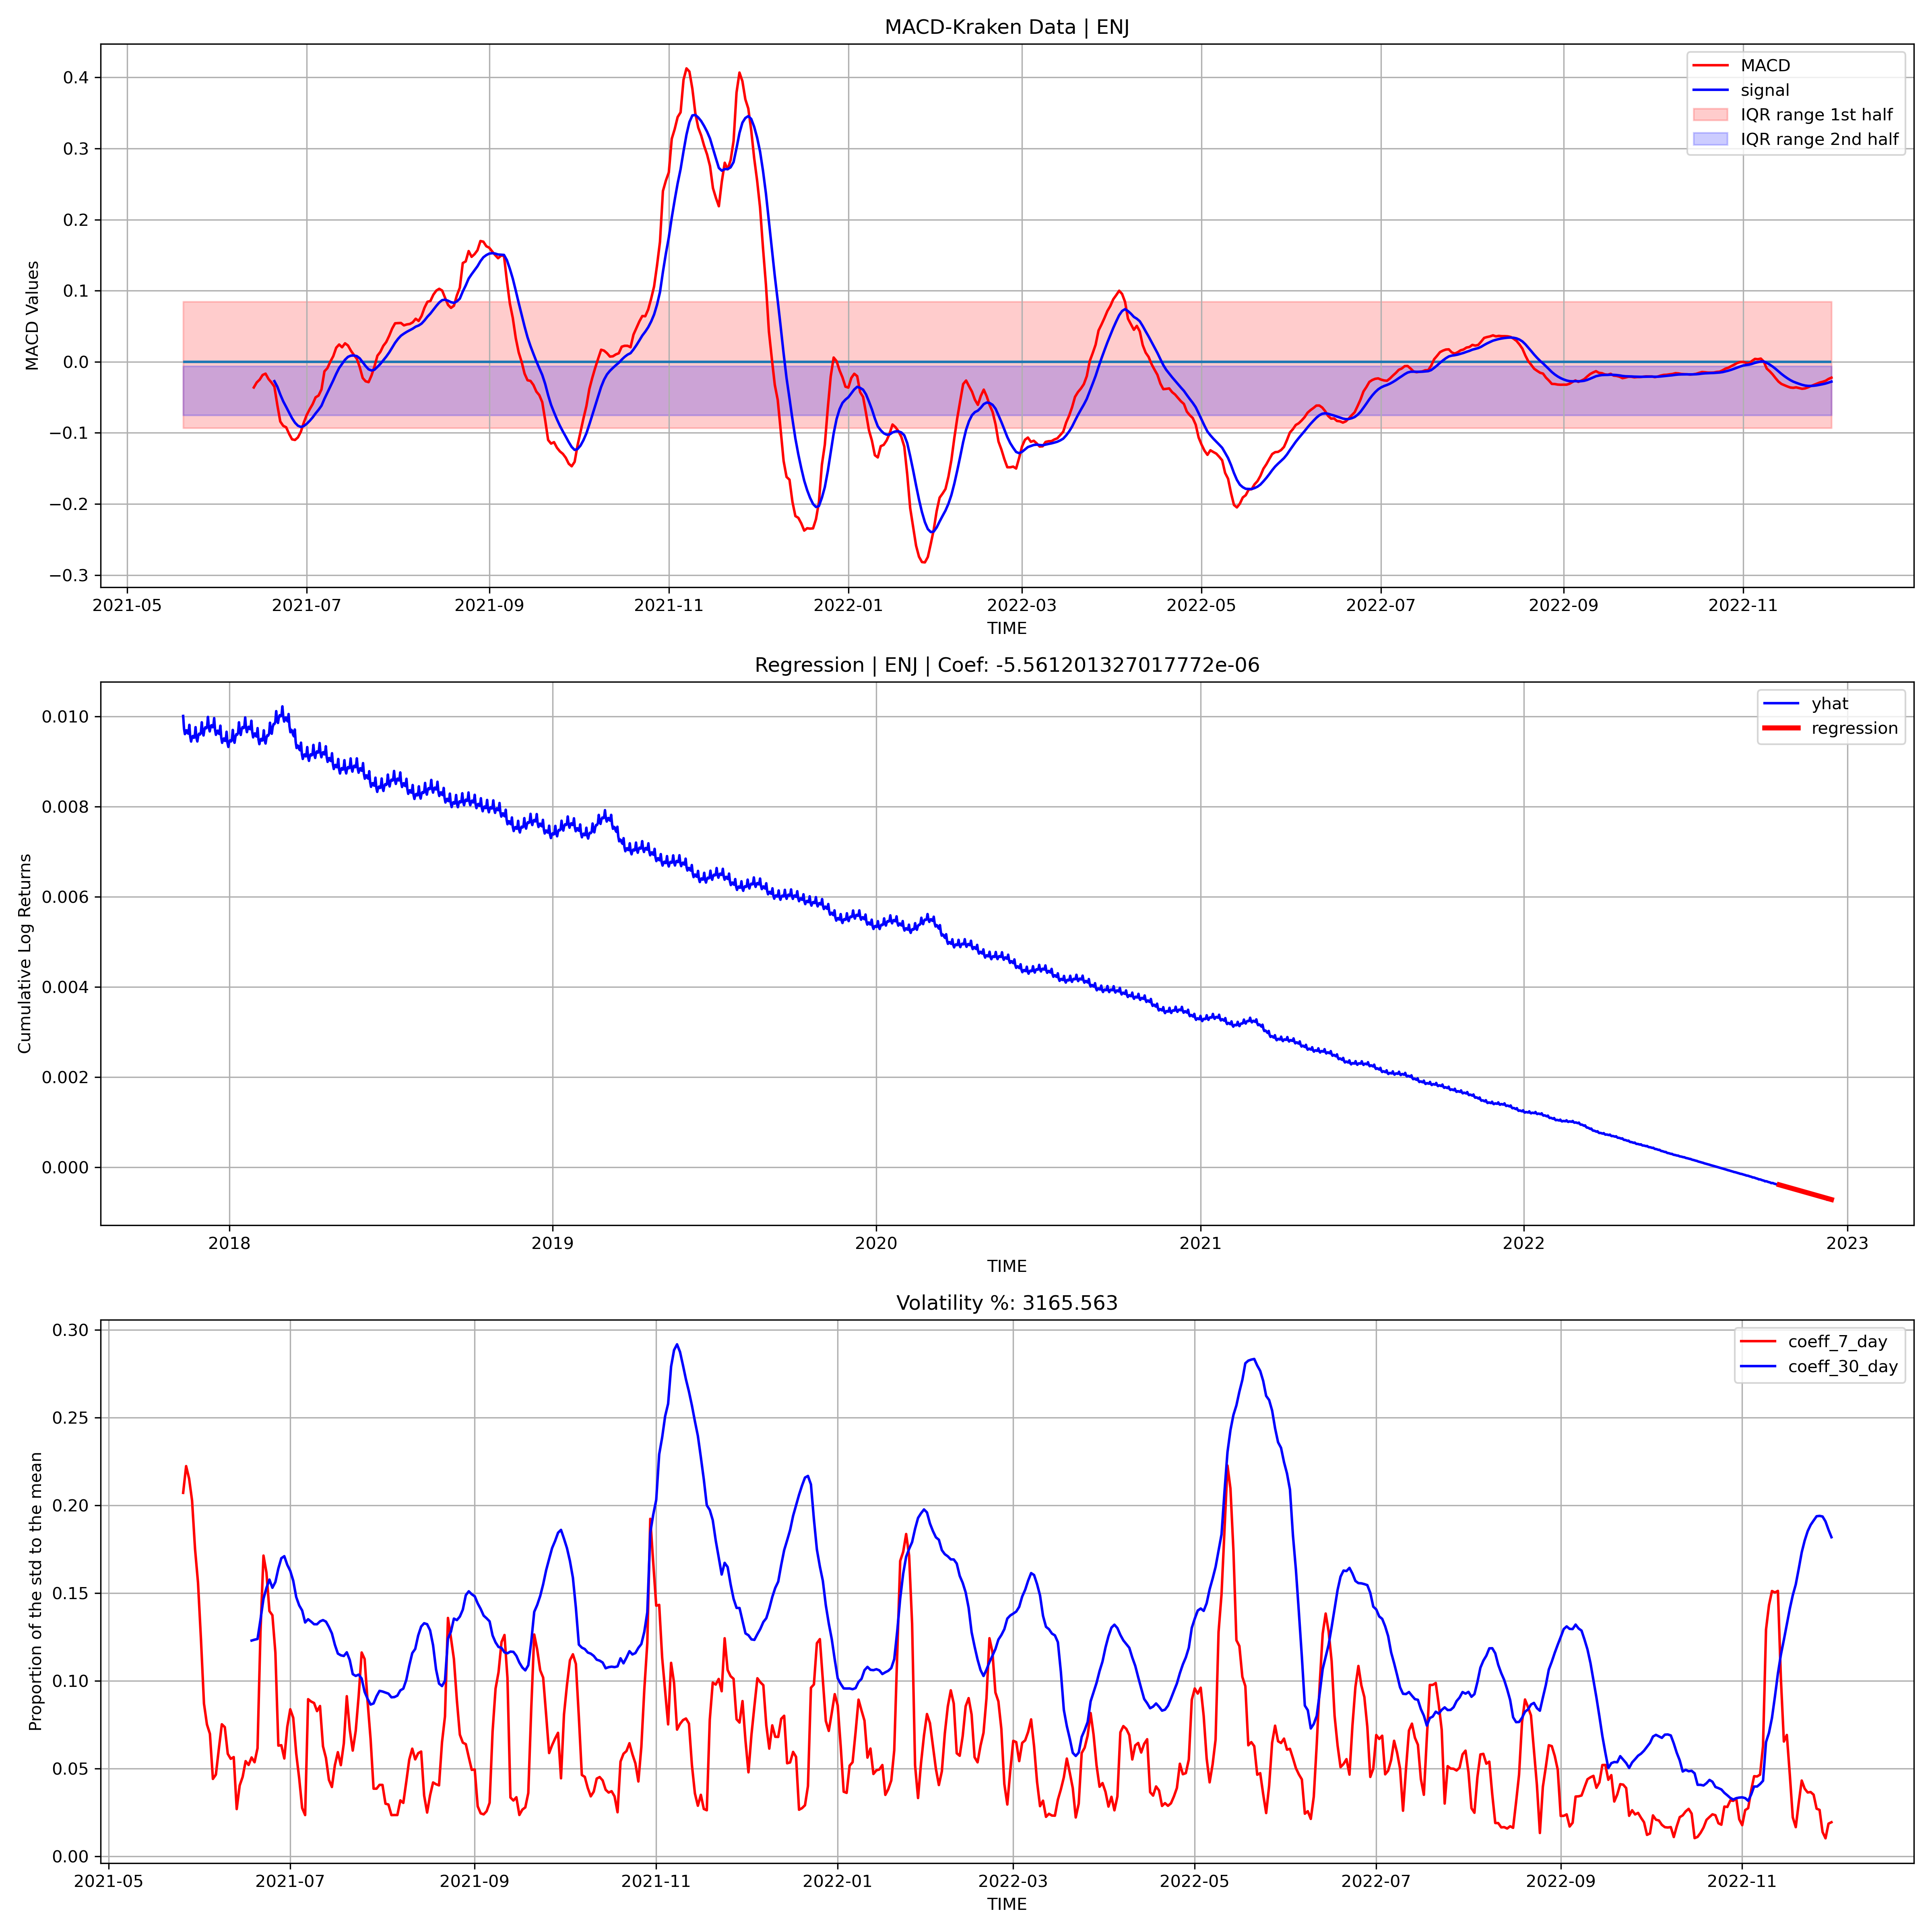 MACD-Kraken Data | ENJ
MACD Values
0.4
0.3
0.2
0.1
0.0
−0.1
−0.2
−0.3
MACD
signal
IQR range 1st half
IQR range 2nd half
2021-05 2021-07 2021-09 2021-11 2022-01 2022-03 2022-05 2022-07 2022-09 2022-11
TIME
Regression | ENJ | Coef: -5.561201327017772e-06
Cumulative Log Returns
0.010
0.008
0.006
0.004
0.002
0.000
yhat
regression
2018 2019 2020 2021 2022 2023
TIME
Volatility %: 3165.563
Proportion of the std to the mean
0.30
0.25
0.20
0.15
0.10
0.05
0.00
coeff_7_day
coeff_30_day
2021-05 2021-07 2021-09 2021-11 2022-01 2022-03 2022-05 2022-07 2022-09 2022-11
TIME